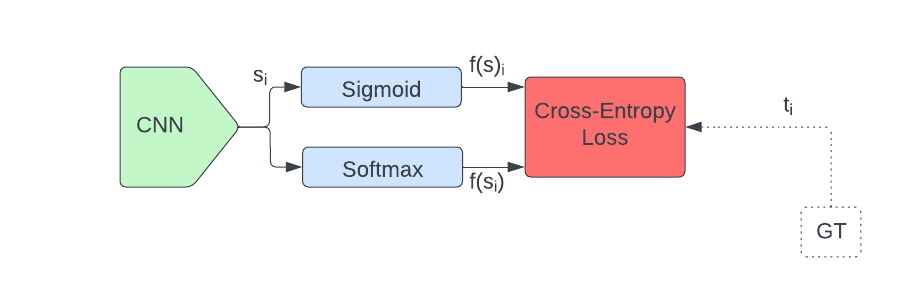 CNN
sᵢ
Sigmoid
f(s)ᵢ
Softmax
f(sᵢ)
Cross-Entropy
Loss
tᵢ
GT